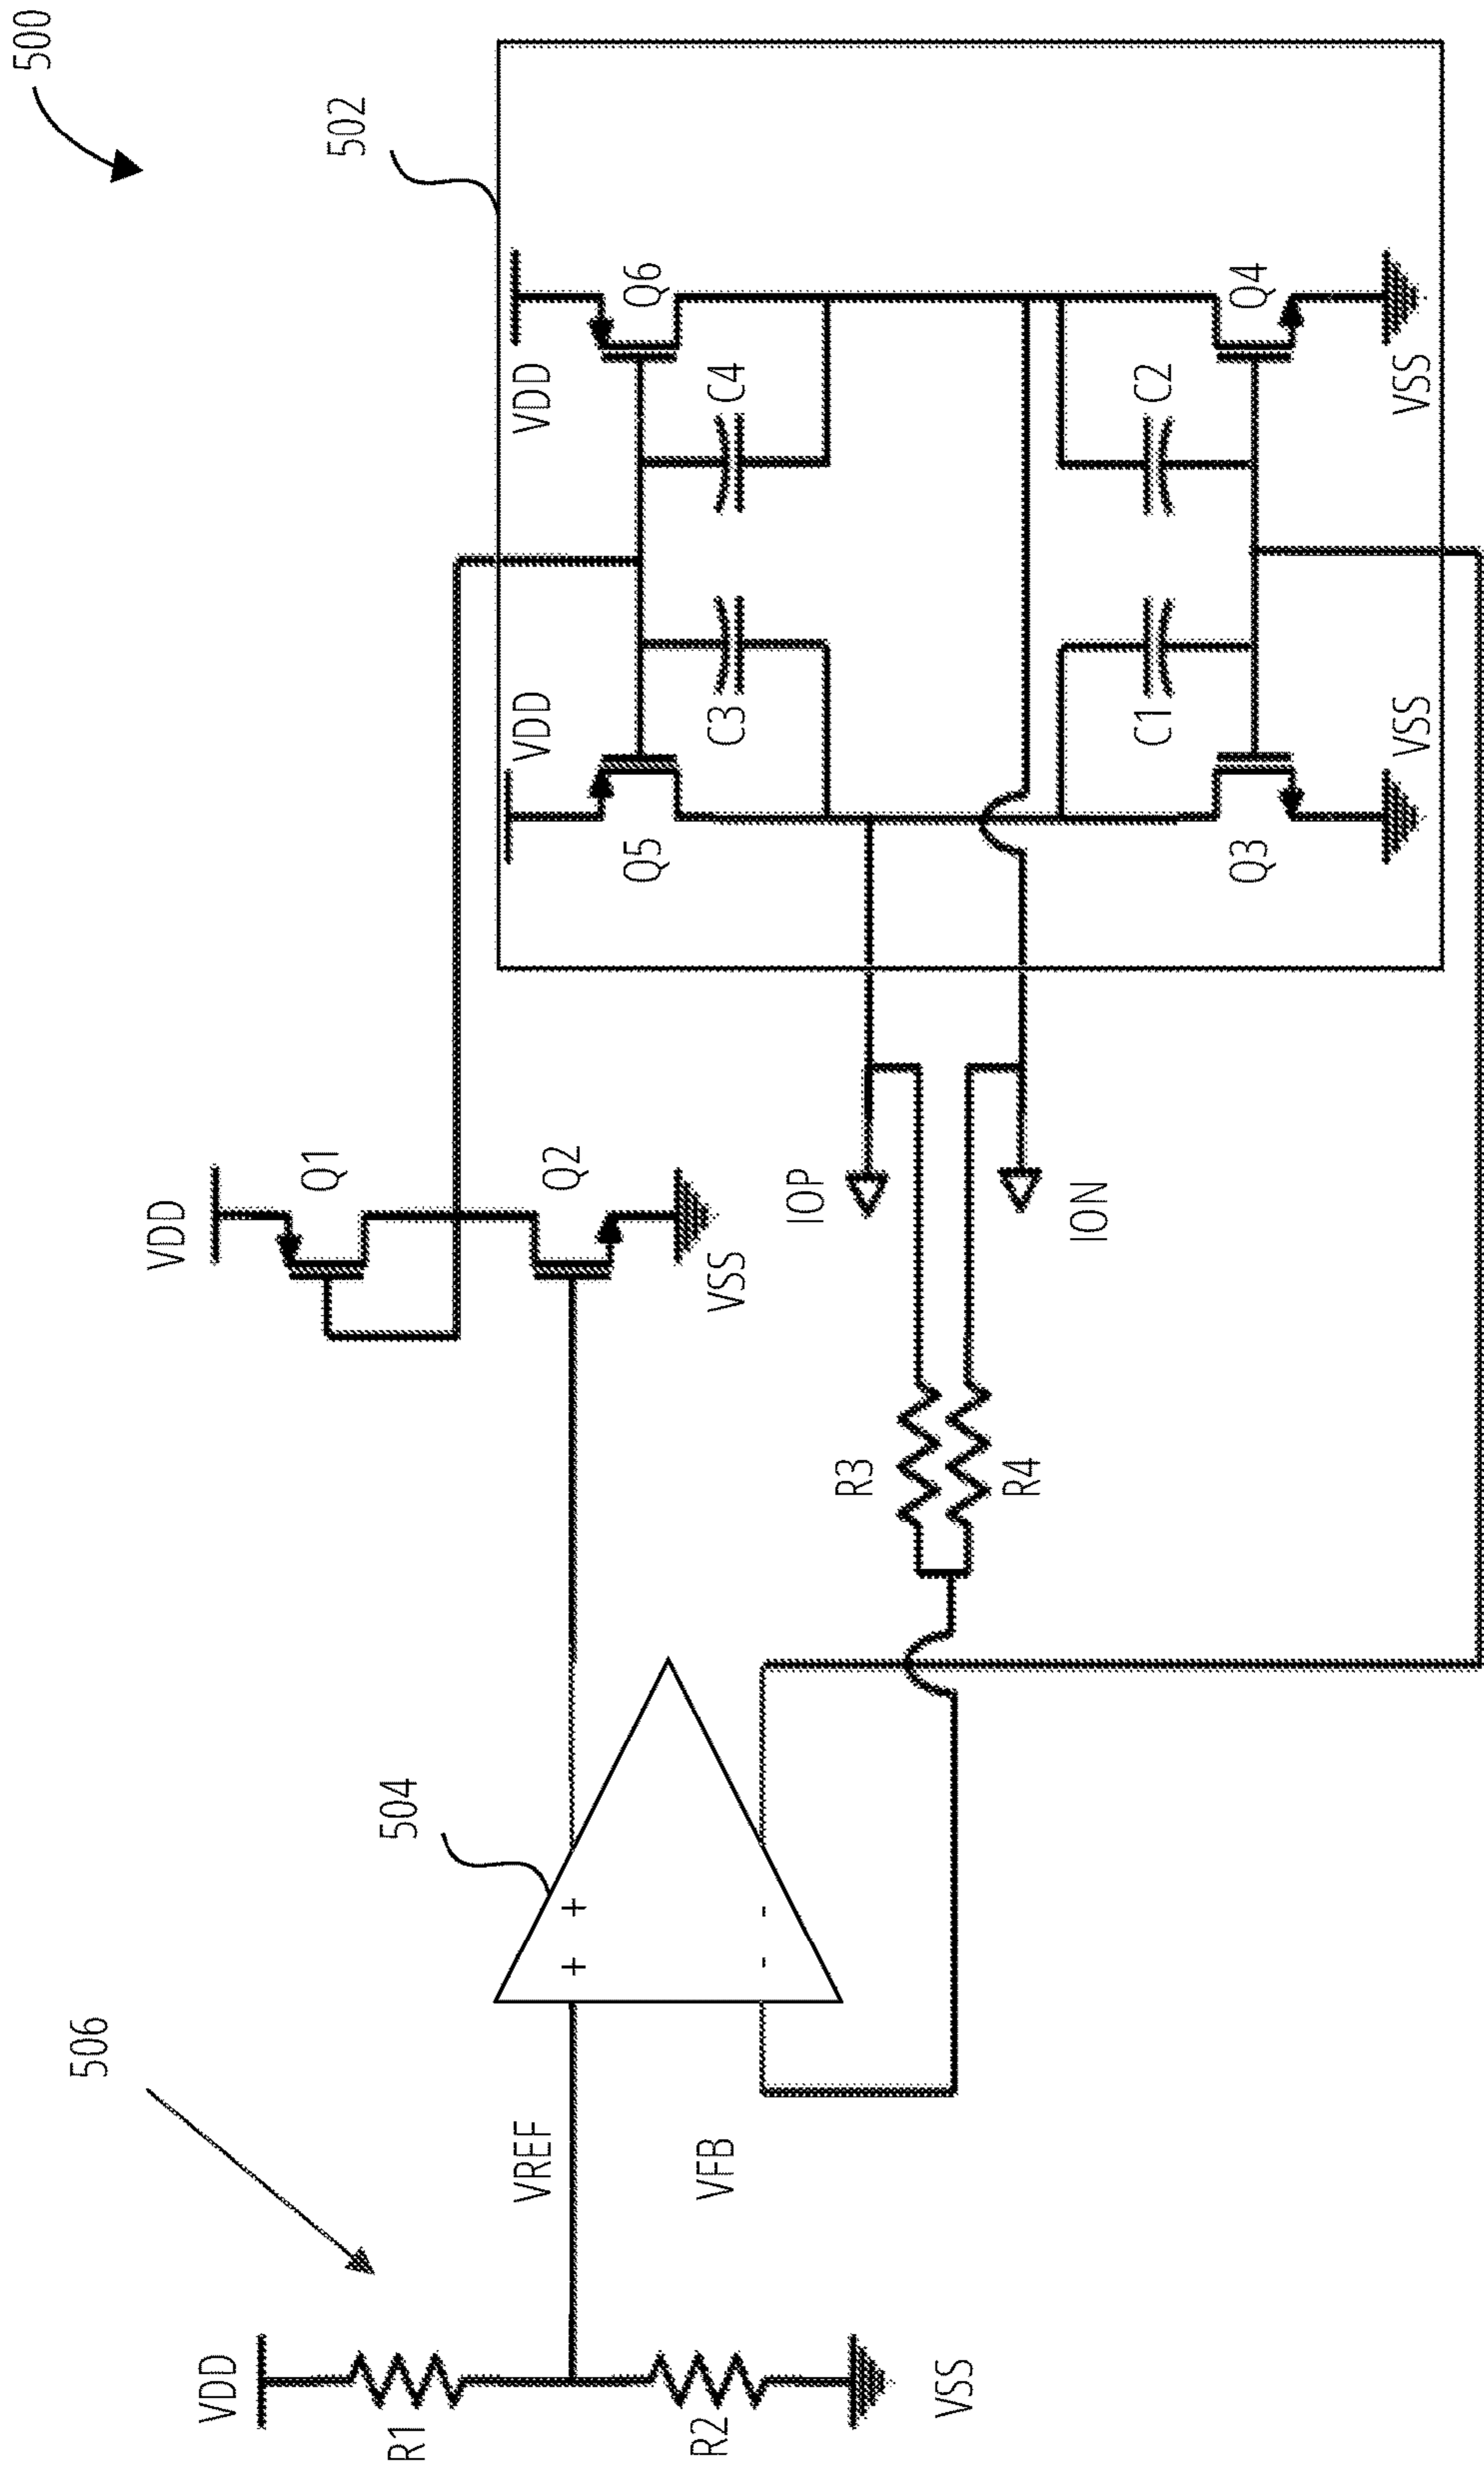 500
502
VDD
Q6
C4
C2
Q4
VSS
VDD
Q5
C3
C1
Q3
VSS
VDD
Q1
Q2
VSS
IOP
ION
R3
R4
504
+ +
- -
506
VREF
VFB
VDD
R1
R2
VSS